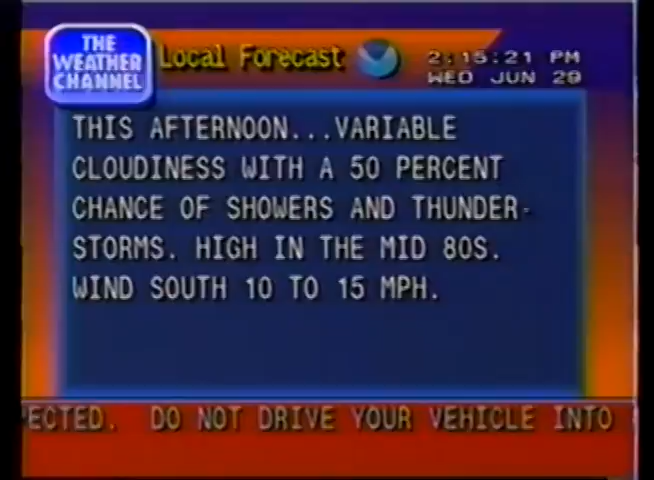 THE
WEATHER
CHANNEL
Local Forecast
2:15:21 PM
WED JUN 29
THIS AFTERNOON...VARIABLE
CLOUDINESS WITH A 50 PERCENT
CHANCE OF SHOWERS AND THUNDER-
STORMS. HIGH IN THE MID 80S.
WIND SOUTH 10 TO 15 MPH.
PECTED. DO NOT DRIVE YOUR VEHICLE INTO